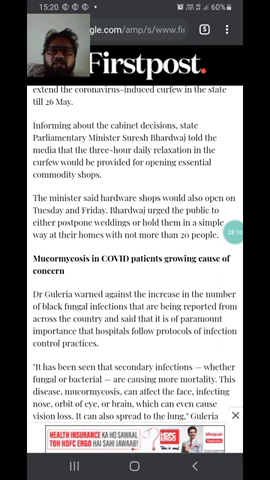 15:20
60%
gle.com/amp/s/www.fi
5
Firstpost.
extend the coronavirus-induced curfew in the state
till 26 May.
Informing about the cabinet decisions, state
Parliamentary Minister Suresh Bhardwaj told the
media that the three-hour daily relaxation in the
curfew would be provided for opening essential
commodity shops.
The minister said hardware shops would also open on
Tuesday and Friday. Bhardwaj urged the public to
either postpone weddings or hold them in a simple
way at their homes with not more than 20 people.
28:10
Mucormycosis in COVID patients growing cause of
concern
Dr Guleria warned against the increase in the number
of black fungal infections that are being reported from
across the country and said that it is of paramount
importance that hospitals follow protocols of infection
control practices.
"It has been seen that secondary infections — whether
fungal or bacterial — are causing more mortality. This
disease, mucormycosis, can affect the face, infecting
nose, orbit of eye, or brain, which can even cause
vision loss. It can also spread to the lung," Guleria
HEALTH INSURANCE KA HO SAWAAL
TOH HDFC ERGO HAI SAHI JAWAAB!
HDFC
ERGO